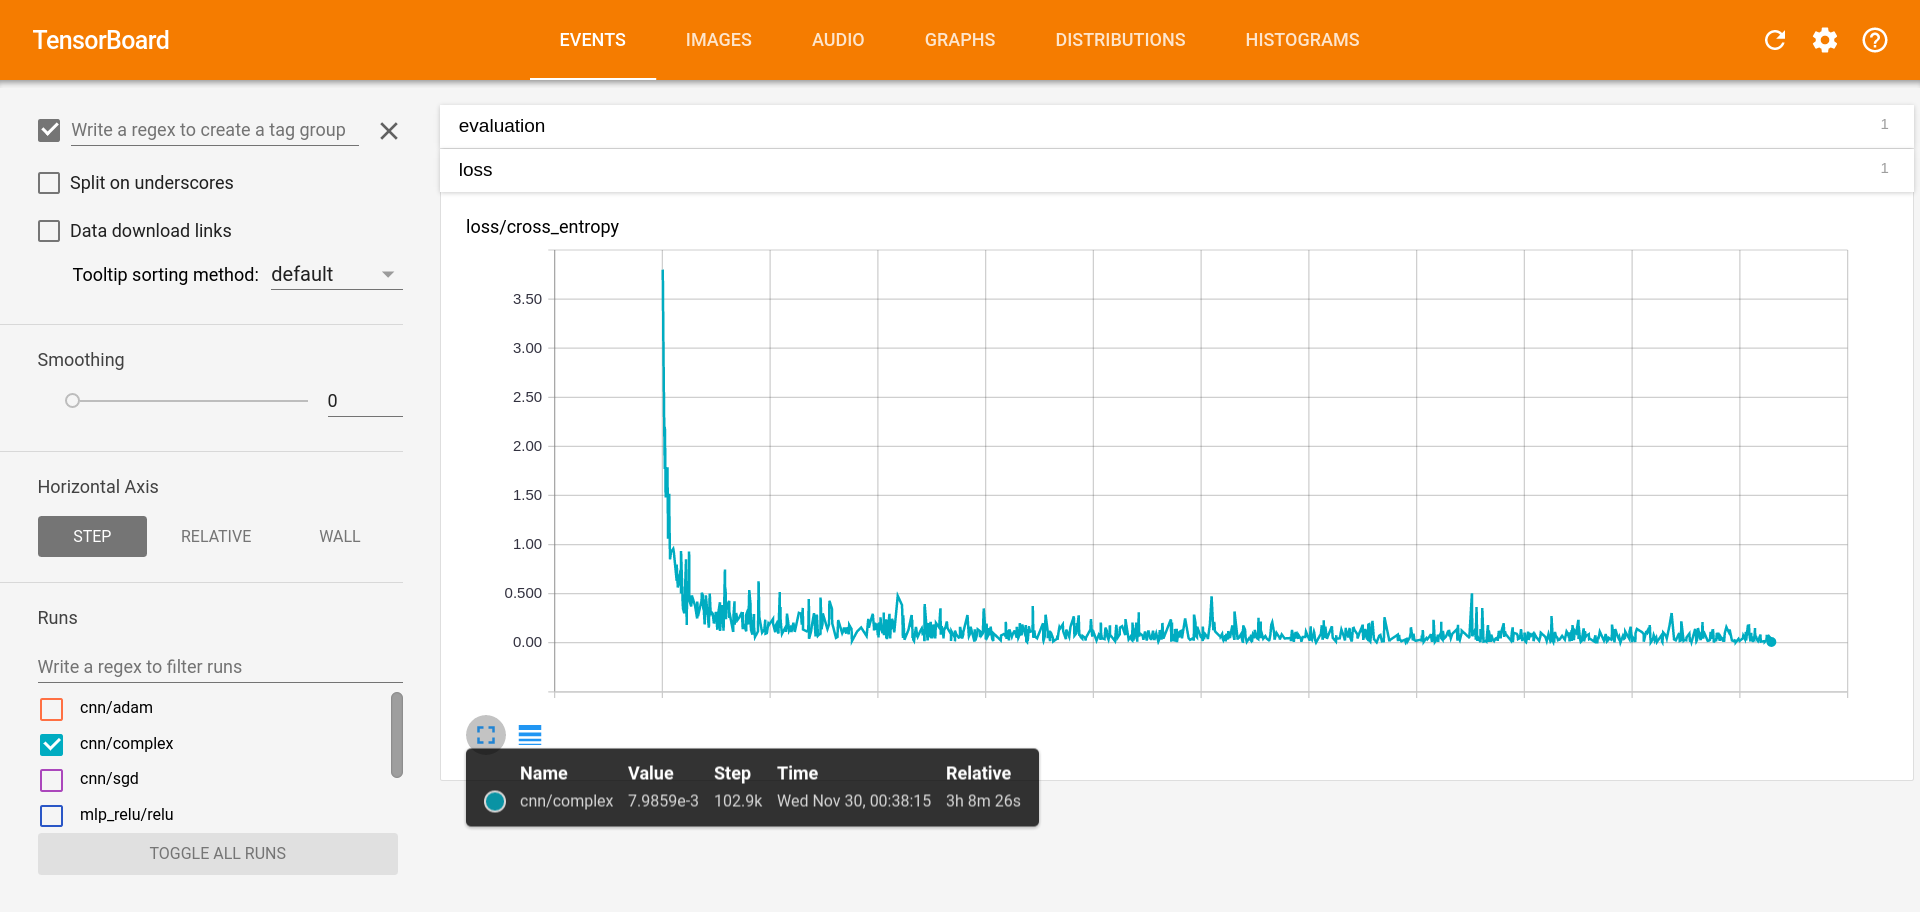 TensorBoard
EVENTS IMAGES AUDIO GRAPHS DISTRIBUTIONS HISTOGRAMS
Write a regex to create a tag group
Split on underscores
Data download links
Tooltip sorting method: default
Smoothing
0
Horizontal Axis
STEP RELATIVE WALL
Runs
Write a regex to filter runs
cnn/adam
cnn/complex
cnn/sgd
mlp_relu/relu
TOGGLE ALL RUNS
evaluation 1
loss 1
loss/cross_entropy
3.50
3.00
2.50
2.00
1.50
1.00
0.500
0.00
Name Value Step Time Relative
cnn/complex 7.9859e-3 102.9k Wed Nov 30, 00:38:15 3h 8m 26s